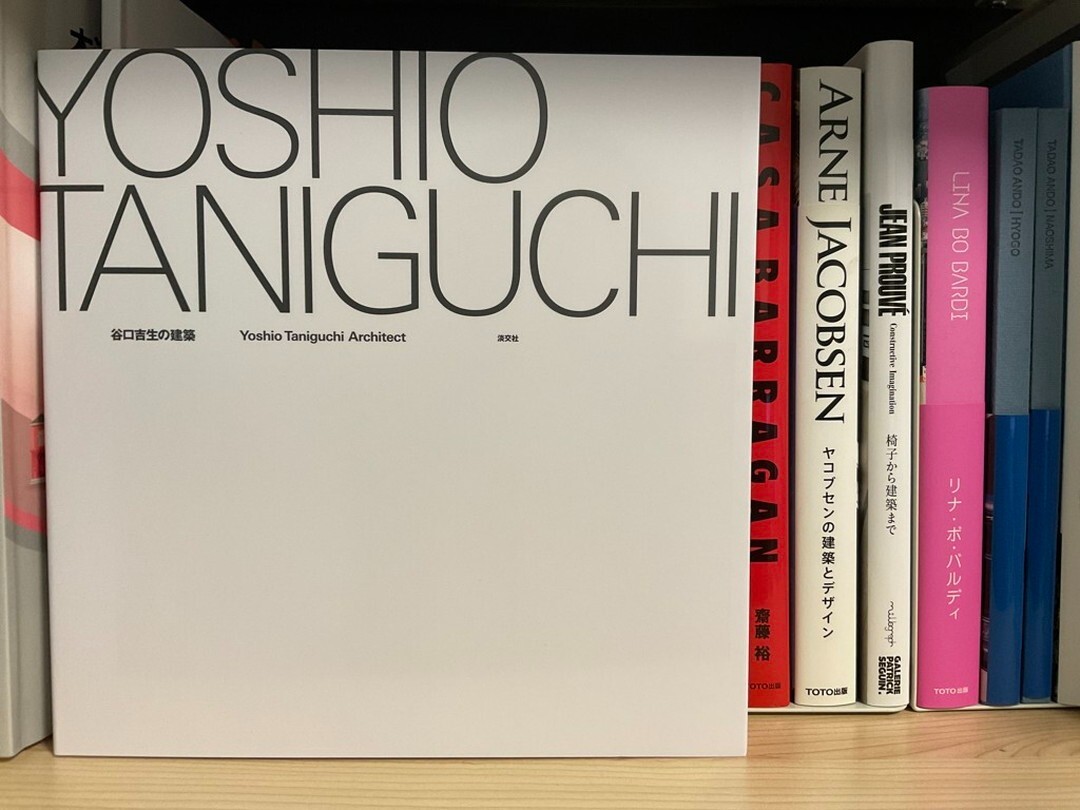 YOSHIO
TANIGUCHI
谷口吉生の建築 Yoshio Taniguchi Architect 淡交社
CASA BARRAGAN
齋藤 裕
TOTO出版
ARNE JACOBSEN
ヤコブセンの建築とデザイン
TOTO出版
JEAN PROUVÉ
Constructive Imagination
椅子から建築まで
millegraph
GALERIE
PATRICK
SEGUIN.
LINA BO BARDI
リナ・ボ・バルディ
TOTO出版
TADAO ANDO | HYOGO
TADAO ANDO | NAOSHIMA